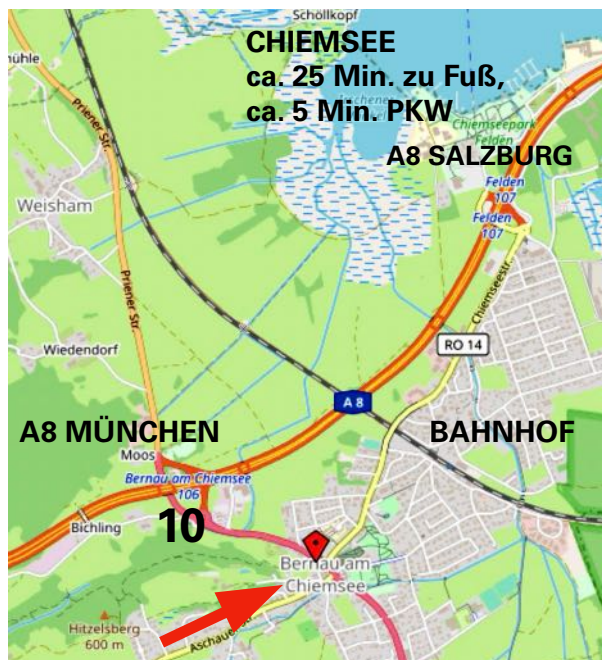 Schöllkopf
CHIEMSEE
ca. 25 Min. zu Fuß,
ca. 5 Min. PKW
Priener Str.
Chiemseepark
Felden
A8 SALZBURG
Felden
107
Felden
107
Weisham
Priener Str.
Chiemseestr.
RO 14
Wiedendorf
A 8
A8 MÜNCHEN
BAHNHOF
Moos
Bernau am Chiemsee
106
10
Bichling
Bernau am
Chiemsee
Hitzelsberg
600 m